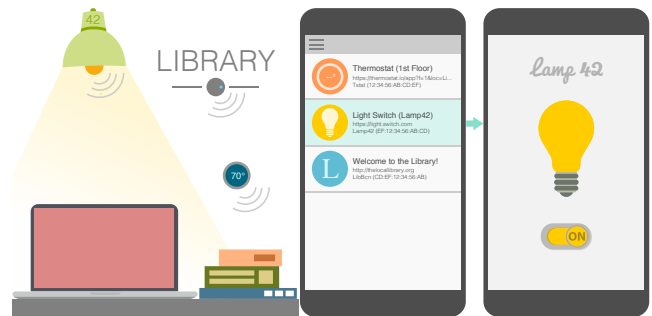 42
LIBRARY
70°
Thermostat (1st Floor)
https://thermostat.io/app?f=1&loc=Li...
Tstat (12:34:56:AB:CD:EF)
Light Switch (Lamp42)
https://light.switch.com
Lamp42 (EF:12:34:56:AB:CD)
L
Welcome to the Library!
http://thelocallibrary.org
LibBcn (CD:EF:12:34:56:AB)
Lamp 42
ON